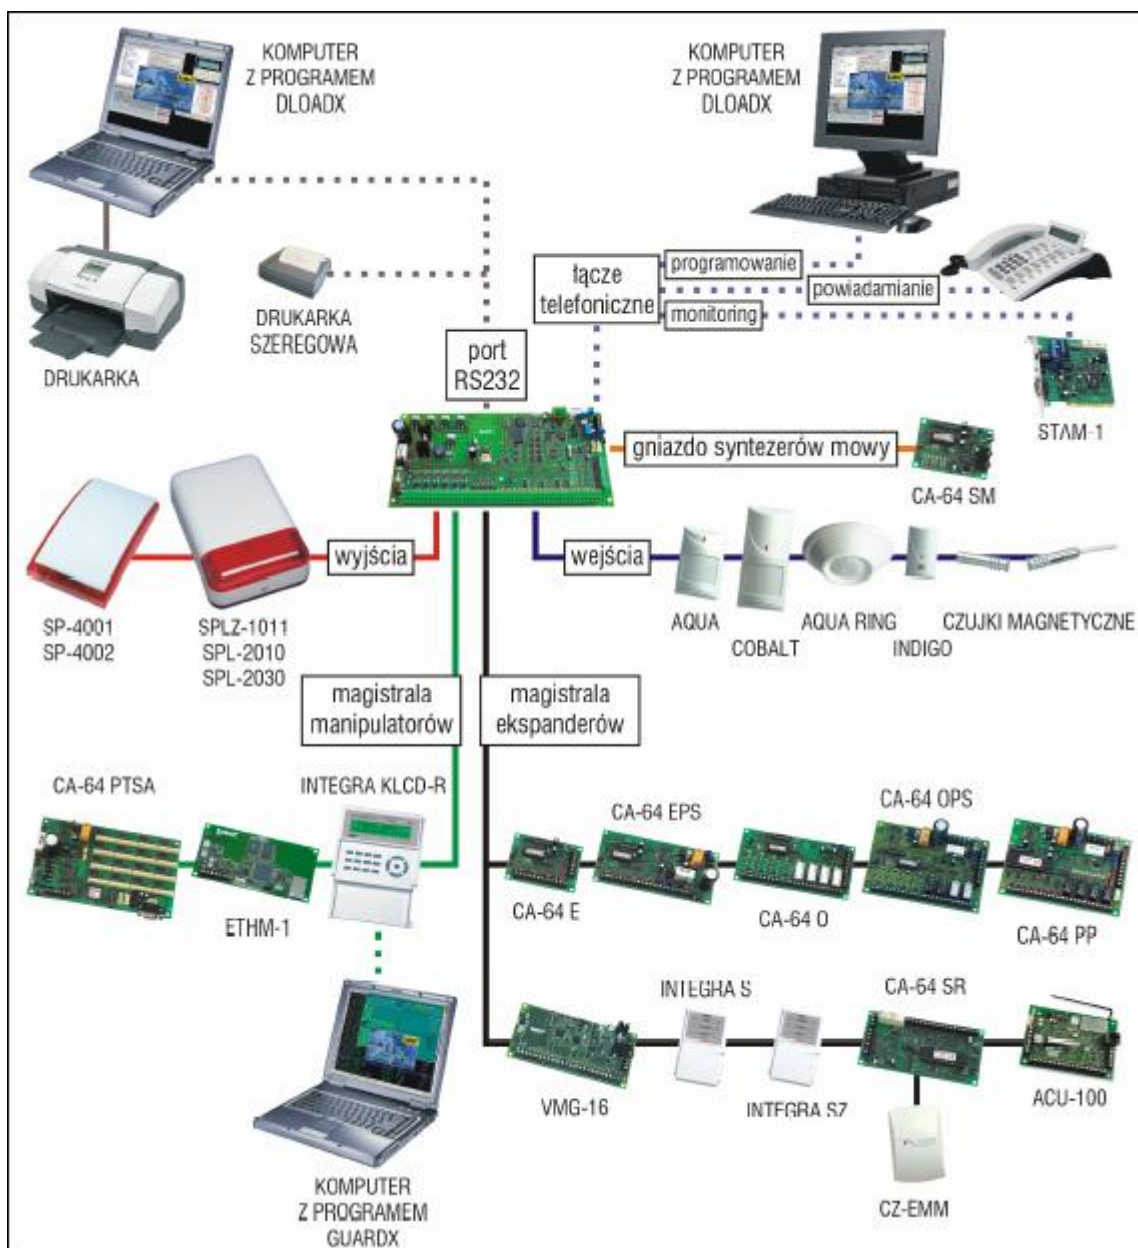 KOMPUTER
Z PROGRAMEM
DLOADX
KOMPUTER
Z PROGRAMEM
DLOADX
DRUKARKA
DRUKARKA
SZEREGOWA
port
RS232
łącze
telefoniczne
programowanie
powiadamianie
monitoring
STAM-1
gniazdo syntezerów mowy
CA-64 SM
wyjścia
wejścia
SP-4001
SP-4002
SPLZ-1011
SPL-2010
SPL-2030
AQUA
COBALT
AQUA RING
INDIGO
CZUJKI MAGNETYCZNE
magistrala
manipulatorów
magistrala
ekspanderów
CA-64 PTSA
ETHM-1
INTEGRA KLCD-R
CA-64 E
CA-64 EPS
CA-64 O
CA-64 OPS
CA-64 PP
KOMPUTER
Z PROGRAMEM
GUARDX
VMG-16
INTEGRA S
INTEGRA SZ
CA-64 SR
ACU-100
CZ-EMM